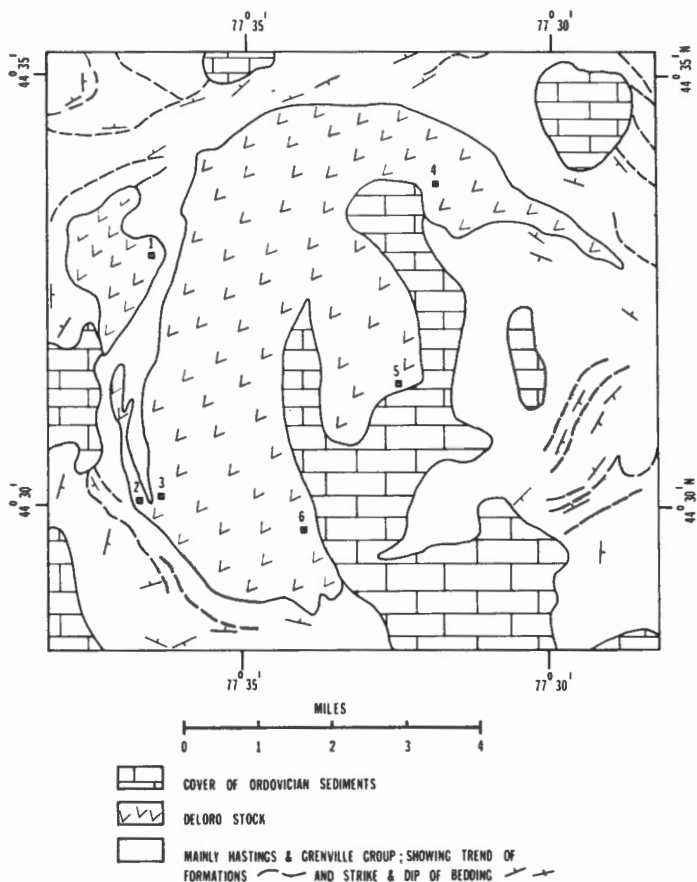 77°35' 77°30'
44°35' 44°35'N
4
1
5
2 3
6
44°30' 44°30'N
77°35' 77°30'
MILES
0 1 2 3 4
COVER OF ORDOVICIAN SEDIMENTS
DELORO STOCK
MAINLY HASTINGS & GRENVILLE GROUP; SHOWING TREND OF
FORMATIONS AND STRIKE & DIP OF BEDDING